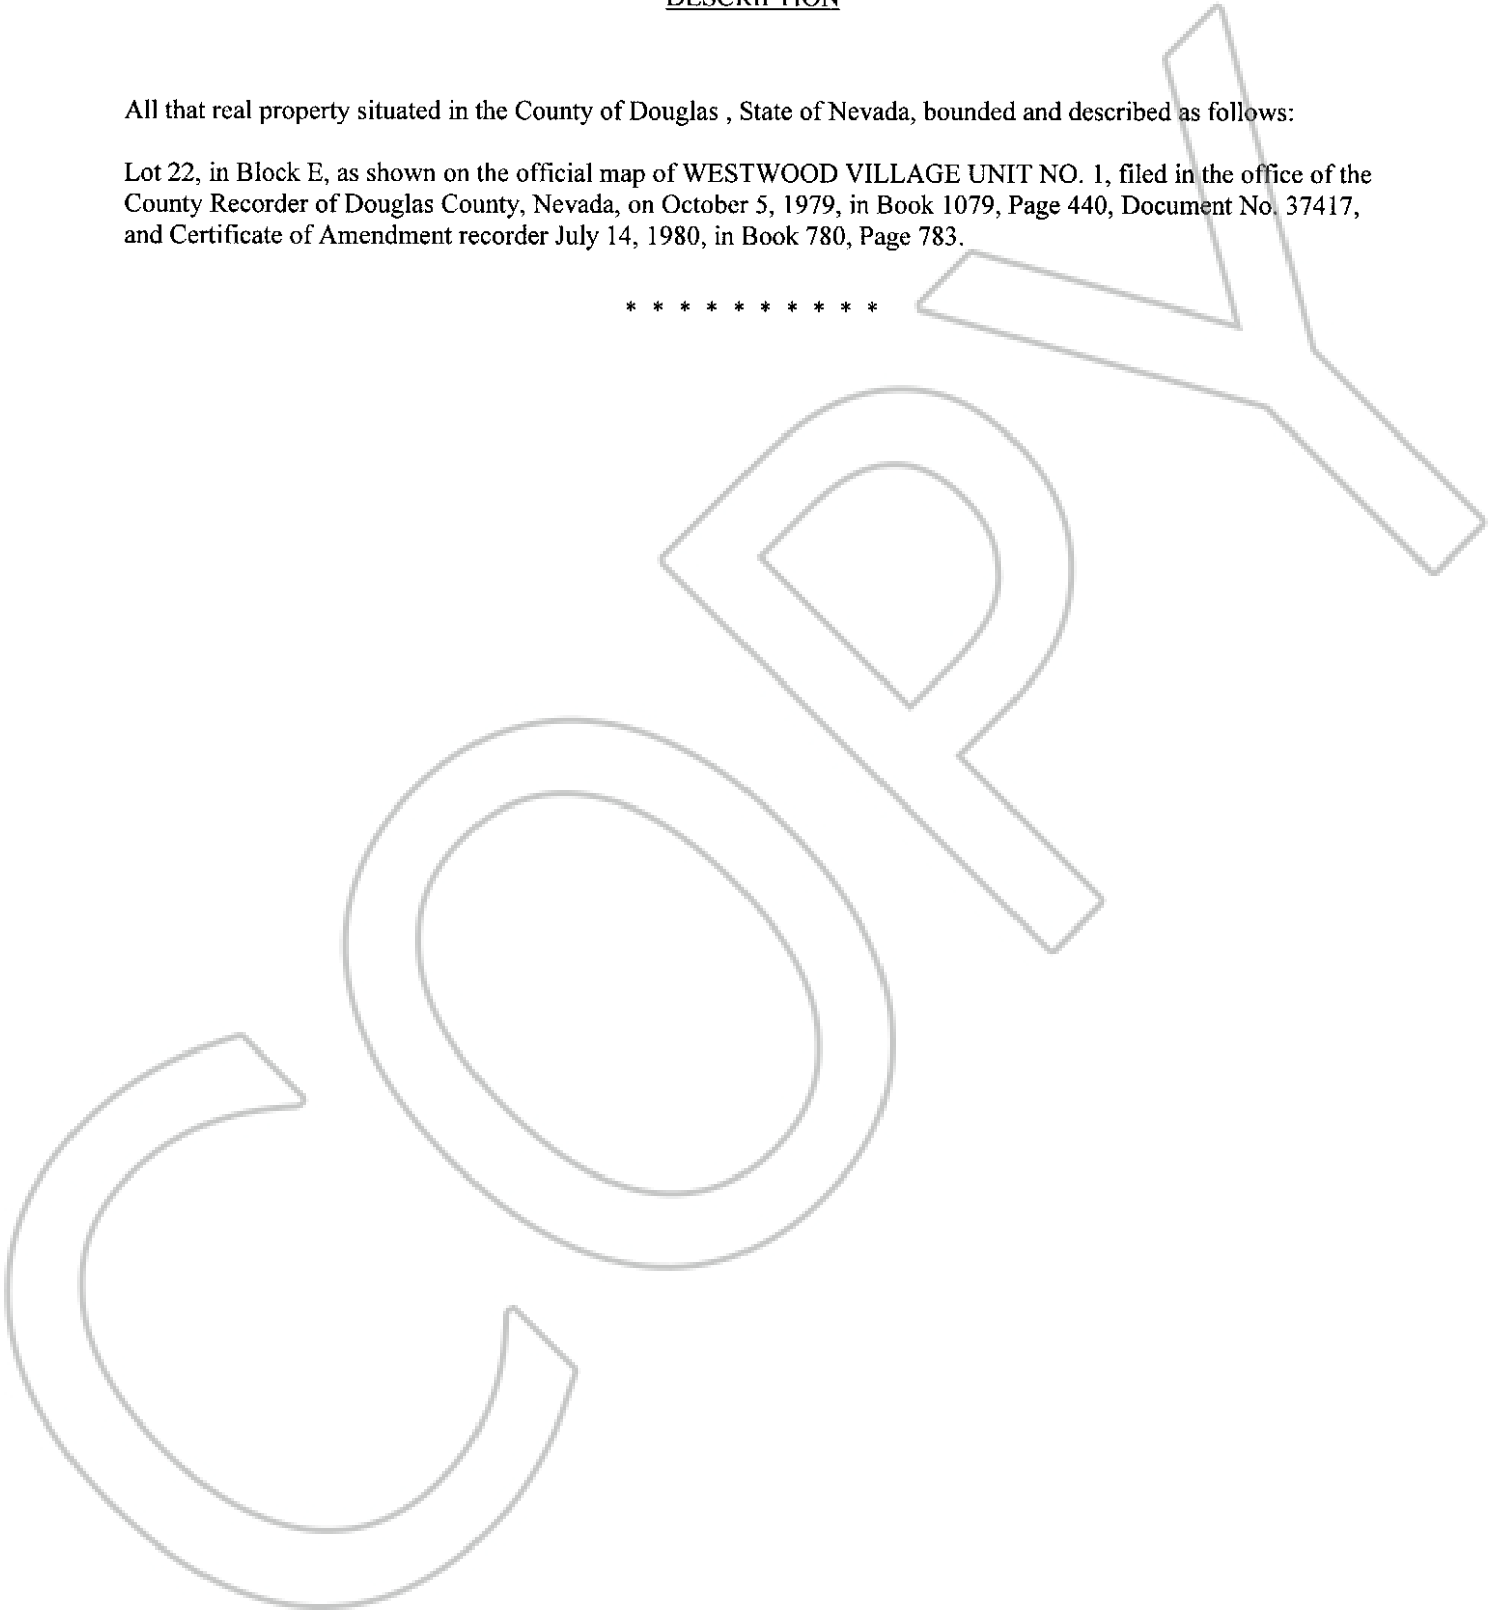 DESCRIPTION
All that real property situated in the County of Douglas , State of Nevada, bounded and described as follows:
Lot 22, in Block E, as shown on the official map of WESTWOOD VILLAGE UNIT NO. 1, filed in the office of the
County Recorder of Douglas County, Nevada, on October 5, 1979, in Book 1079, Page 440, Document No. 37417,
and Certificate of Amendment recorder July 14, 1980, in Book 780, Page 783.
* * * * * * * * * *
COPY